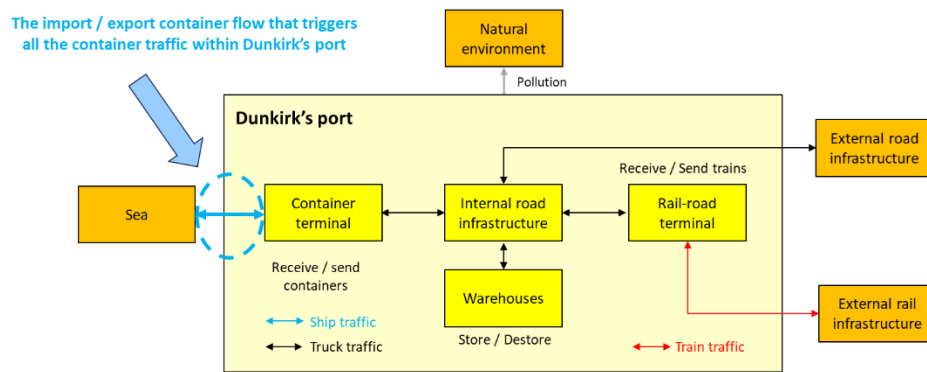 The import / export container flow that triggers
all the container traffic within Dunkirk's port
Natural
environment
Pollution
Dunkirk's port
External road
infrastructure
Receive / Send trains
Sea
Container
terminal
Internal road
infrastructure
Rail-road
terminal
Receive / send
containers
Warehouses
External rail
infrastructure
Ship traffic
Truck traffic
Store / Destore
Train traffic